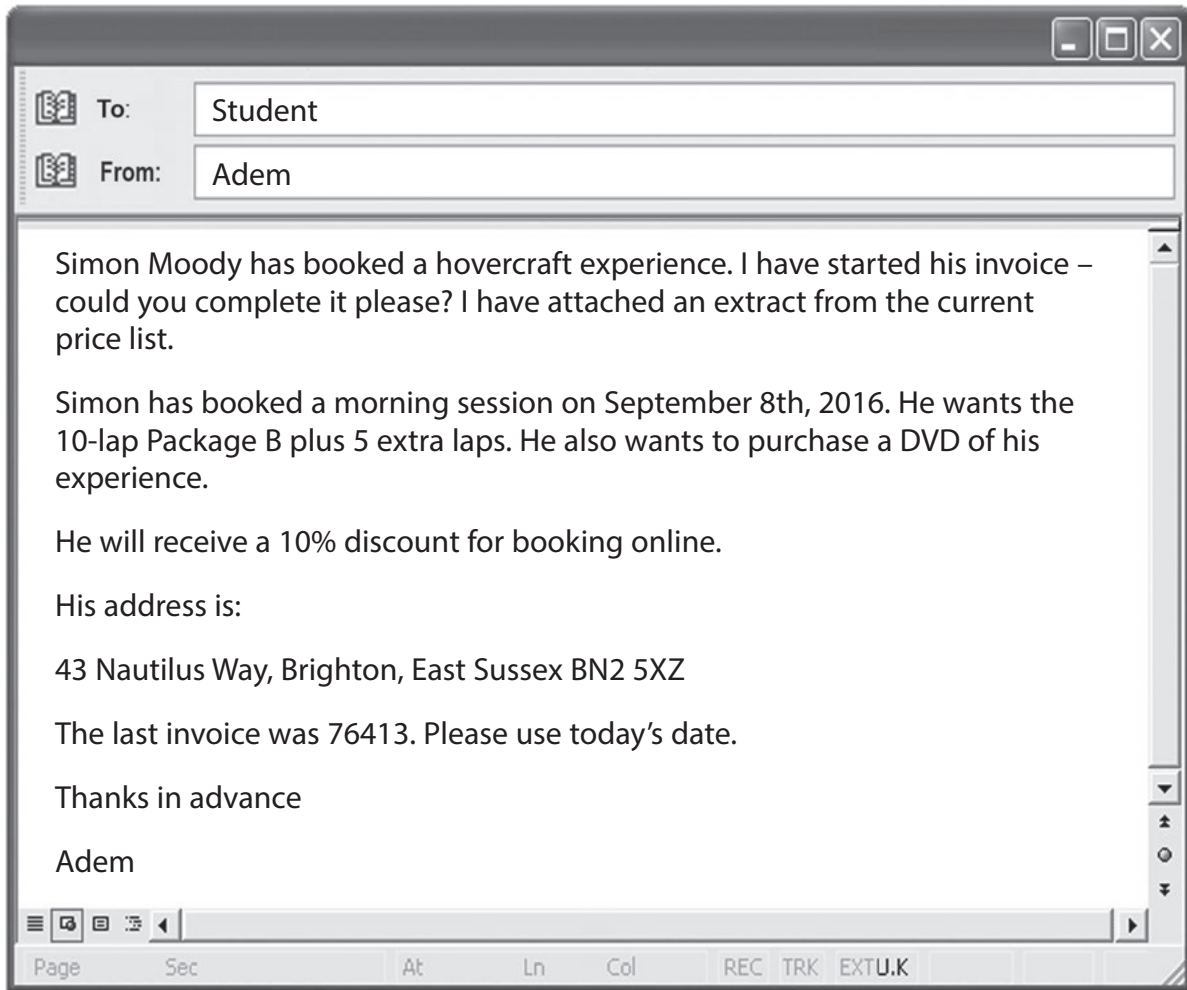 To:
Student
From:
Adem
Simon Moody has booked a hovercraft experience. I have started his invoice –
could you complete it please? I have attached an extract from the current
price list.
Simon has booked a morning session on September 8th, 2016. He wants the
10-lap Package B plus 5 extra laps. He also wants to purchase a DVD of his
experience.
He will receive a 10% discount for booking online.
His address is:
43 Nautilus Way, Brighton, East Sussex BN2 5XZ
The last invoice was 76413. Please use today’s date.
Thanks in advance
Adem
Page Sec At Ln Col REC TRK EXTU.K